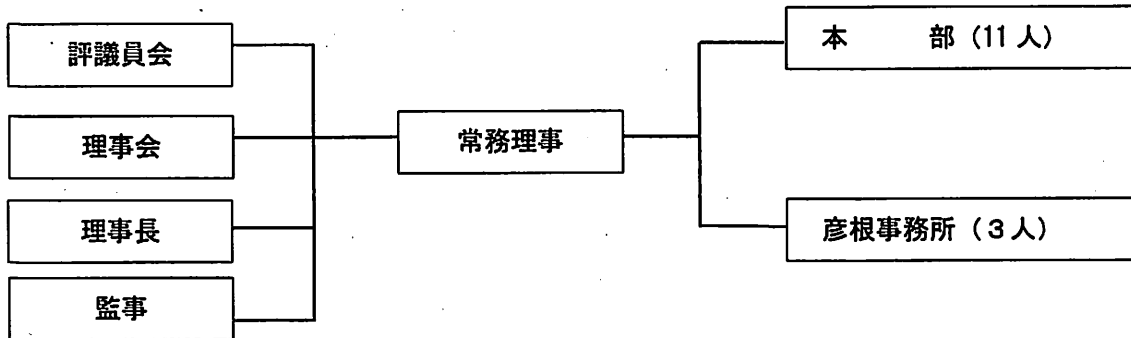 評議員会
理事会
理事長
監事
常務理事
本　　　部（11人）
彦根事務所（3人）